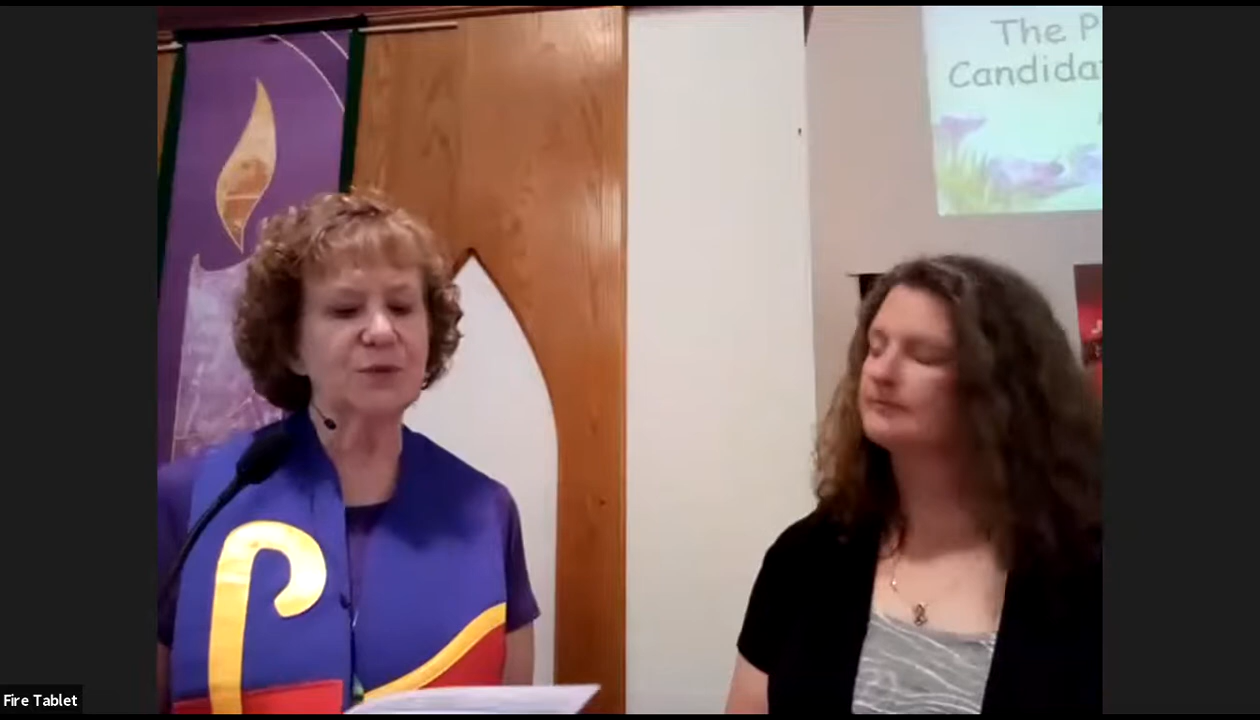 The P
Candida
Fire Tablet